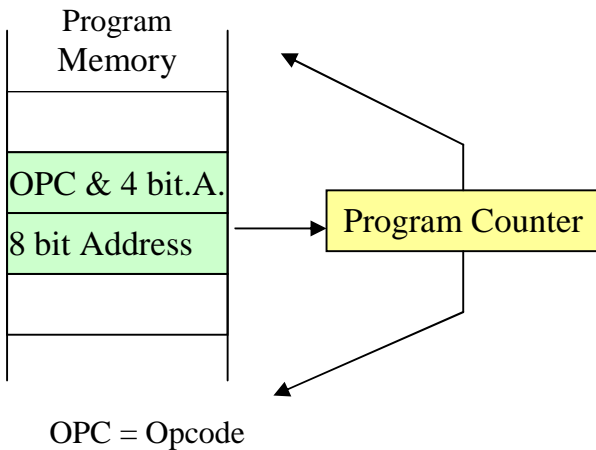 Program
Memory
OPC & 4 bit.A.
8 bit Address
Program Counter
OPC = Opcode